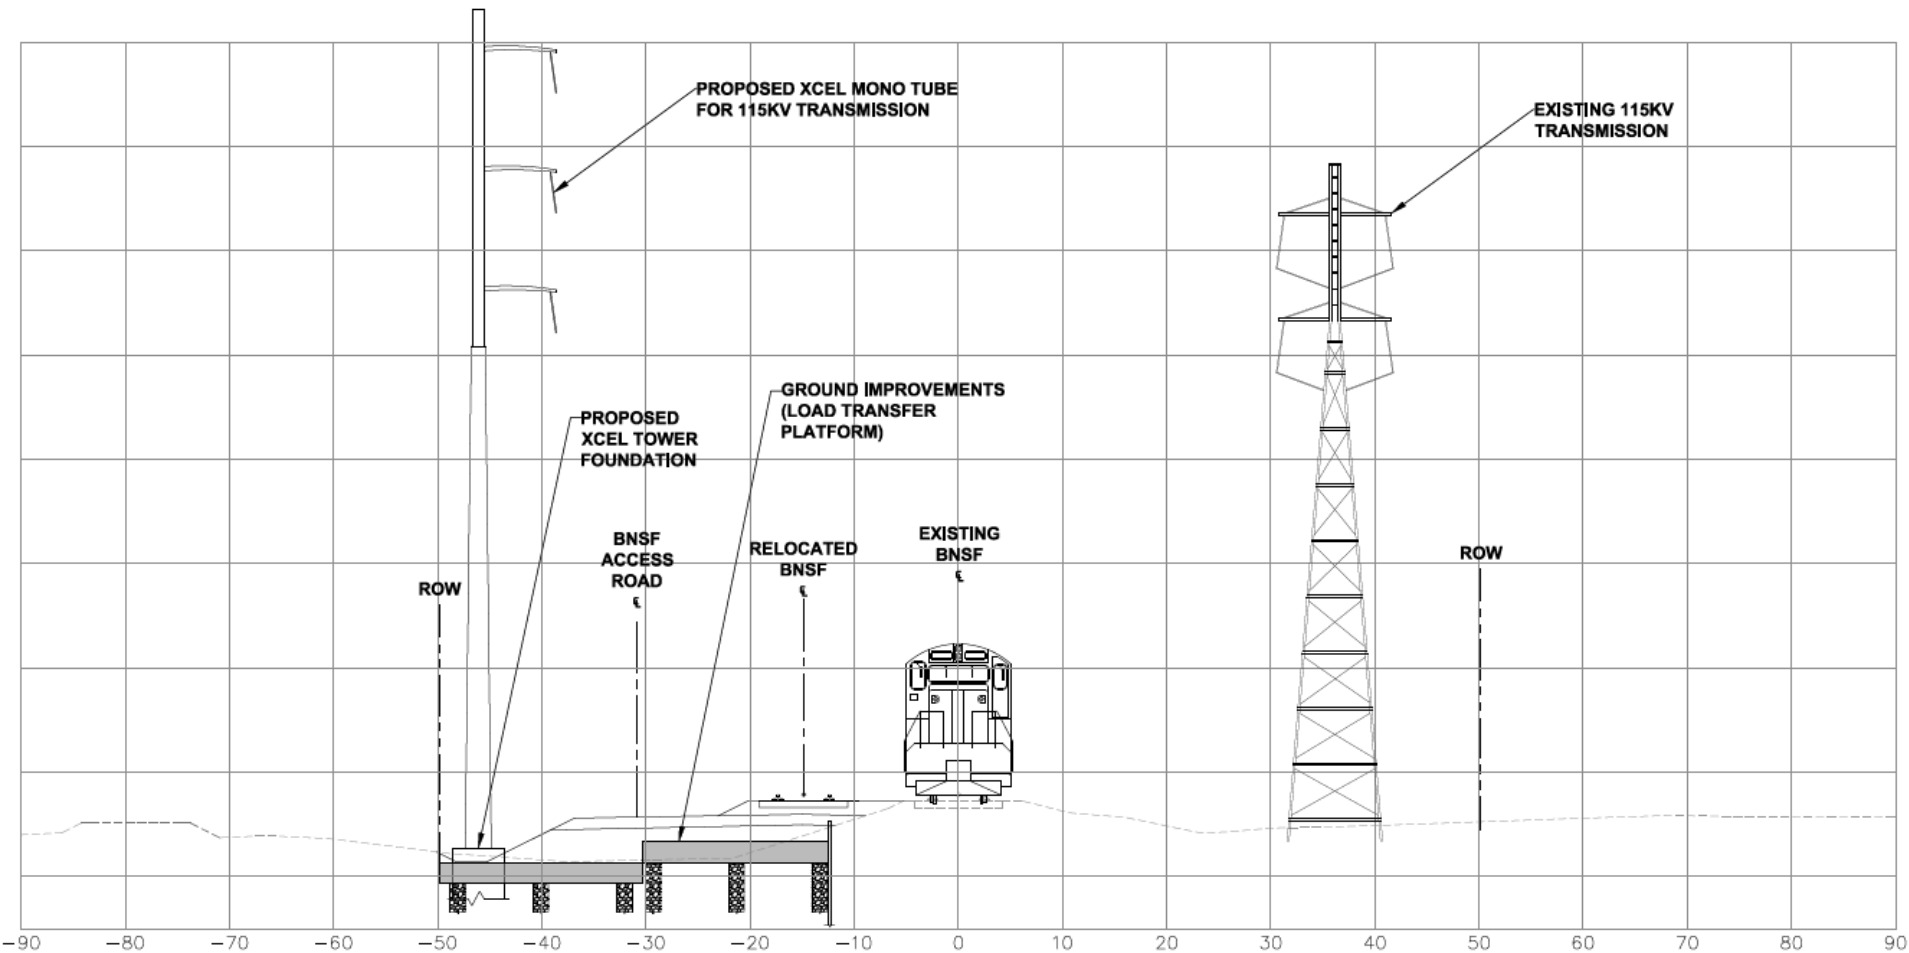 PROPOSED XCEL MONO TUBE
FOR 115KV TRANSMISSION
EXISTING 115KV
TRANSMISSION
GROUND IMPROVEMENTS
(LOAD TRANSFER
PLATFORM)
PROPOSED
XCEL TOWER
FOUNDATION
BNSF
ACCESS
ROAD
℄
RELOCATED
BNSF
℄
EXISTING
BNSF
℄
ROW
ROW
-90 -80 -70 -60 -50 -40 -30 -20 -10 0 10 20 30 40 50 60 70 80 90